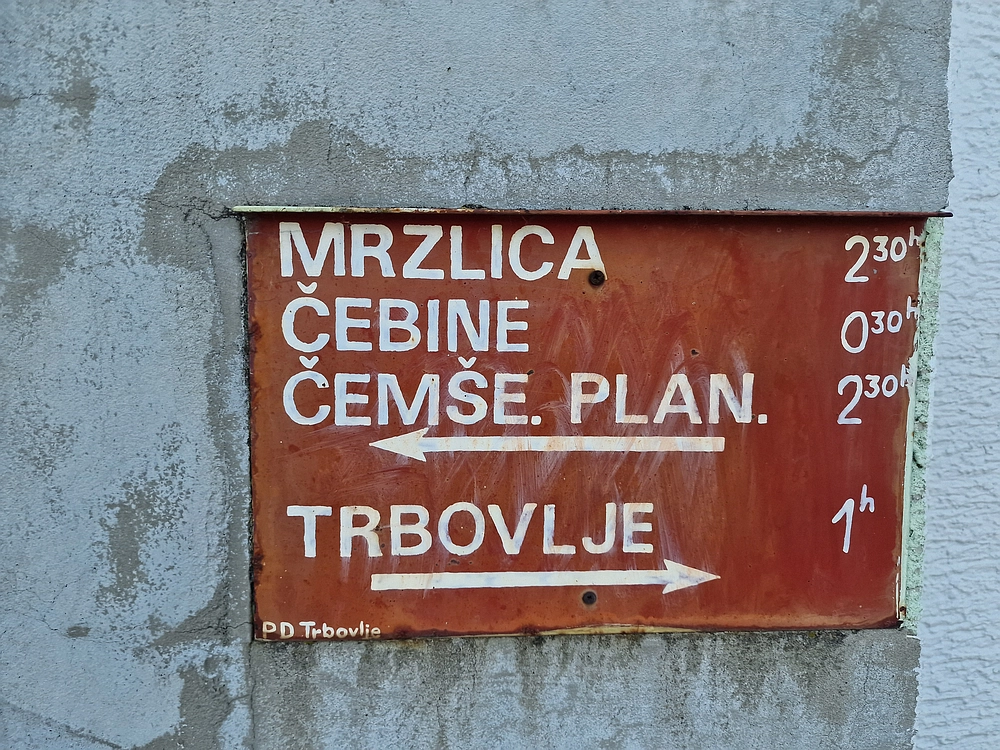 MRZLICA 2³⁰ʰ
ČEBINE 0³⁰ᴴ
ČEMŠE. PLAN. 2³⁰ᴴ
TRBOVLJE 1ʰ
PD Trbovlje